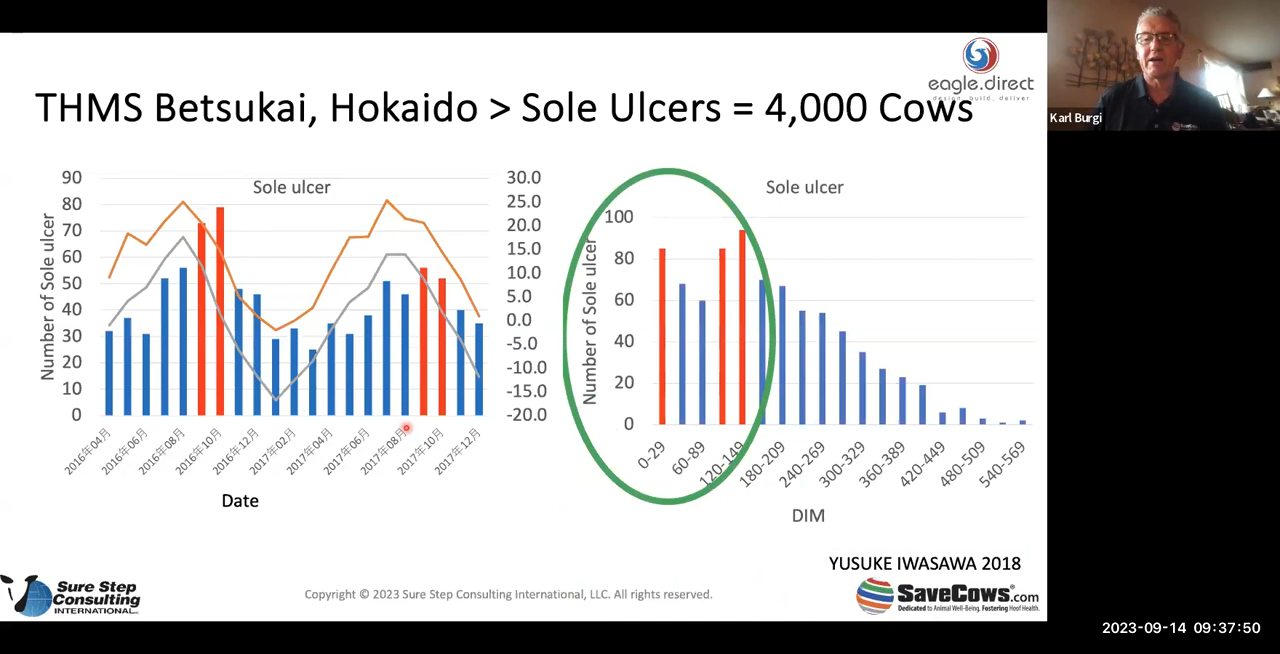 eagle.direct
design. build. deliver
THMS Betsukai, Hokaido > Sole Ulcers = 4,000 Cows
Karl Burgi
Sole ulcer
Number of Sole ulcer
90
80
70
60
50
40
30
20
10
0
30.0
25.0
20.0
15.0
10.0
5.0
0.0
-5.0
-10.0
-15.0
-20.0
2016年04月
2016年06月
2016年08月
2016年10月
2016年12月
2017年02月
2017年04月
2017年06月
2017年08月
2017年10月
2017年12月
Date
Sole ulcer
Number of Sole ulcer
100
80
60
40
20
0
0-29
60-89
120-149
180-209
240-269
300-329
360-389
420-449
480-509
540-569
DIM
YUSUKE IWASAWA 2018
Sure Step
Consulting
INTERNATIONAL
Copyright © 2023 Sure Step Consulting International, LLC. All rights reserved.
SaveCows.com
Dedicated to Animal Well-Being. Fostering Hoof Health.
2023-09-14 09:37:50